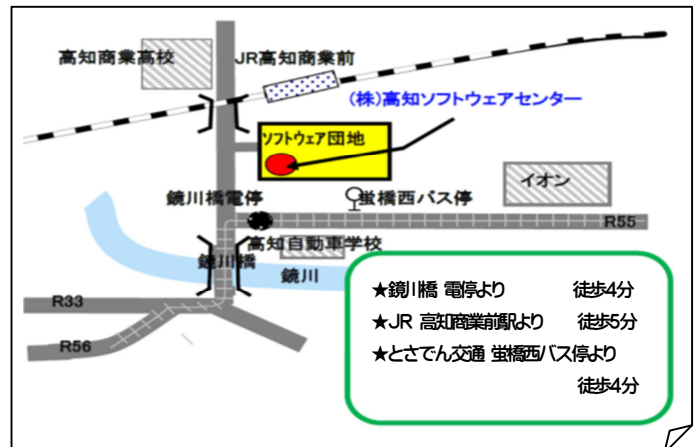 高知商業高校
JR高知商業前
(株)高知ソフトウェアセンター
ソフトウェア団地
イオン
鏡川橋電停
蛍橋西バス停
R55
高知自動車学校
鏡川橋
鏡川
R33
R56
★鏡川橋 電停より 徒歩4分
★JR 高知商業前駅より 徒歩5分
★とさでん交通 蛍橋西バス停より
徒歩4分